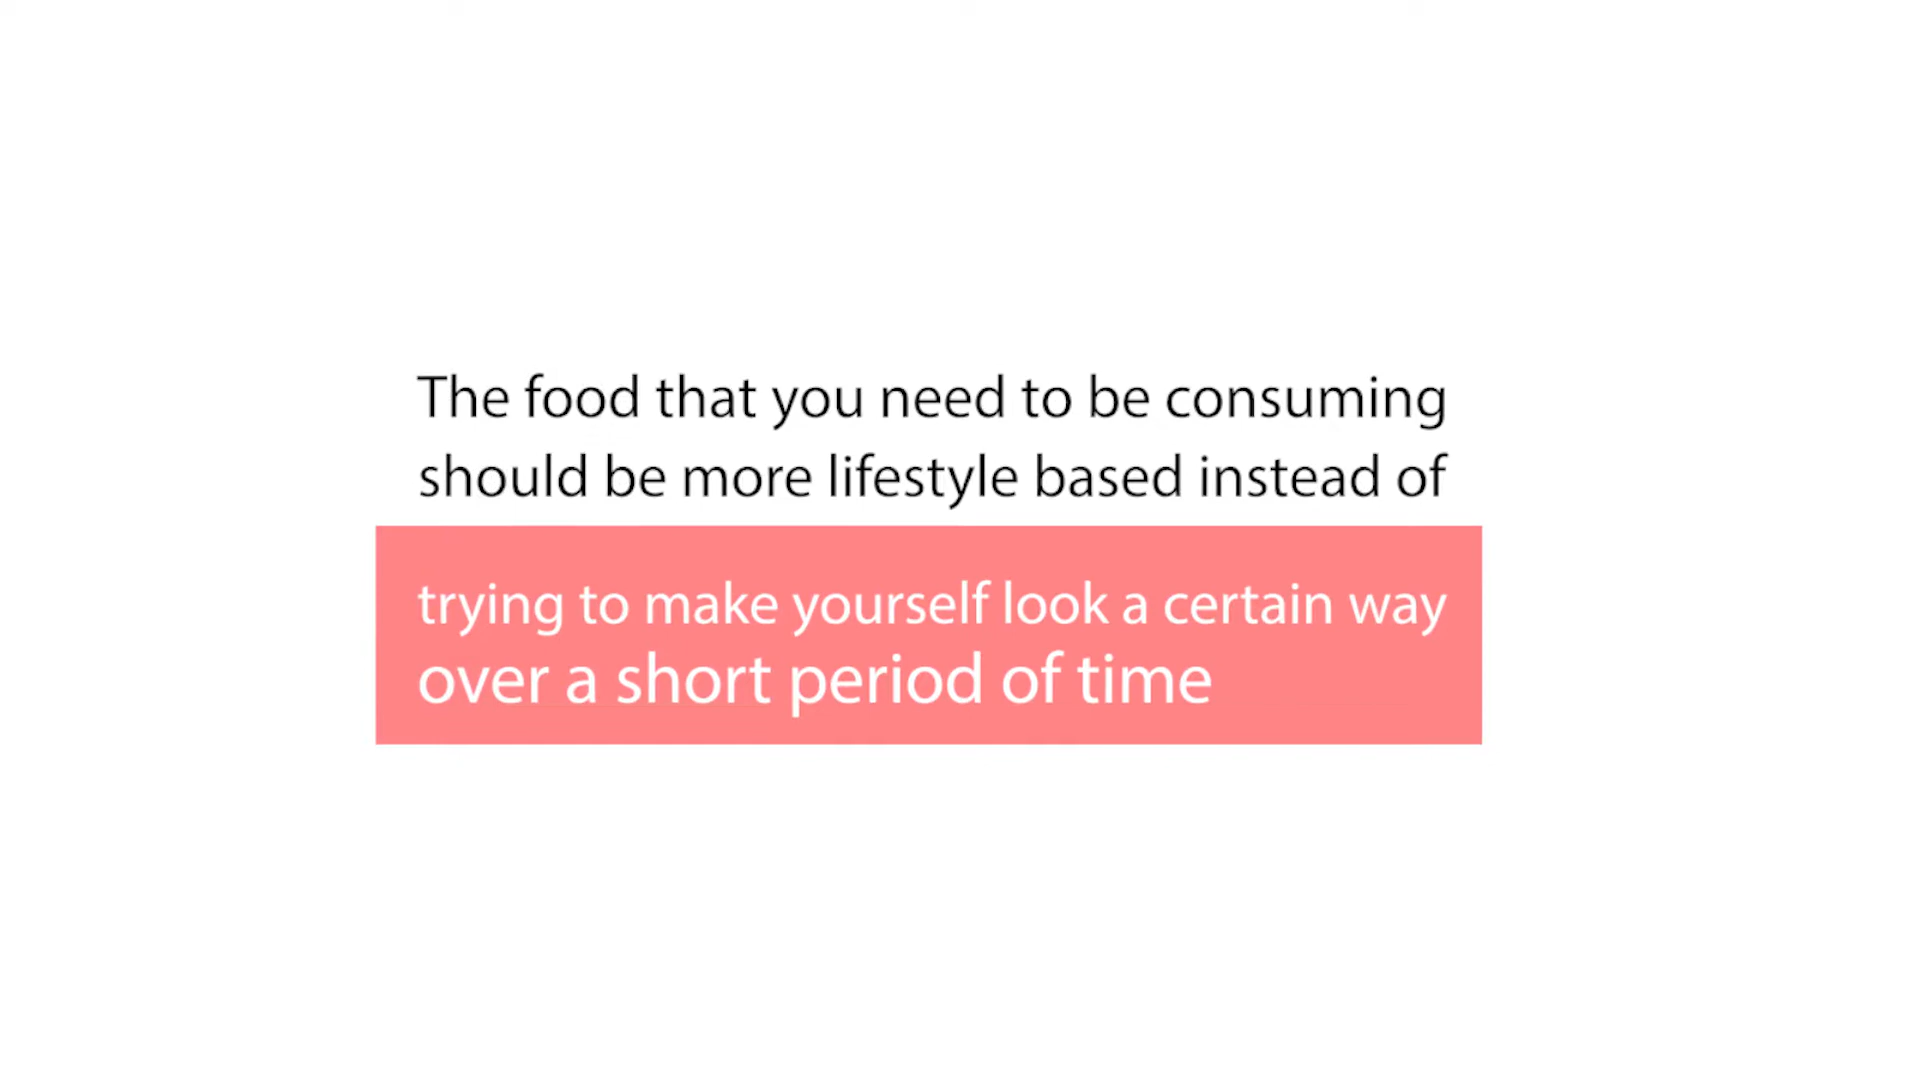 The food that you need to be consuming
should be more lifestyle based instead of
trying to make yourself look a certain way
over a short period of time